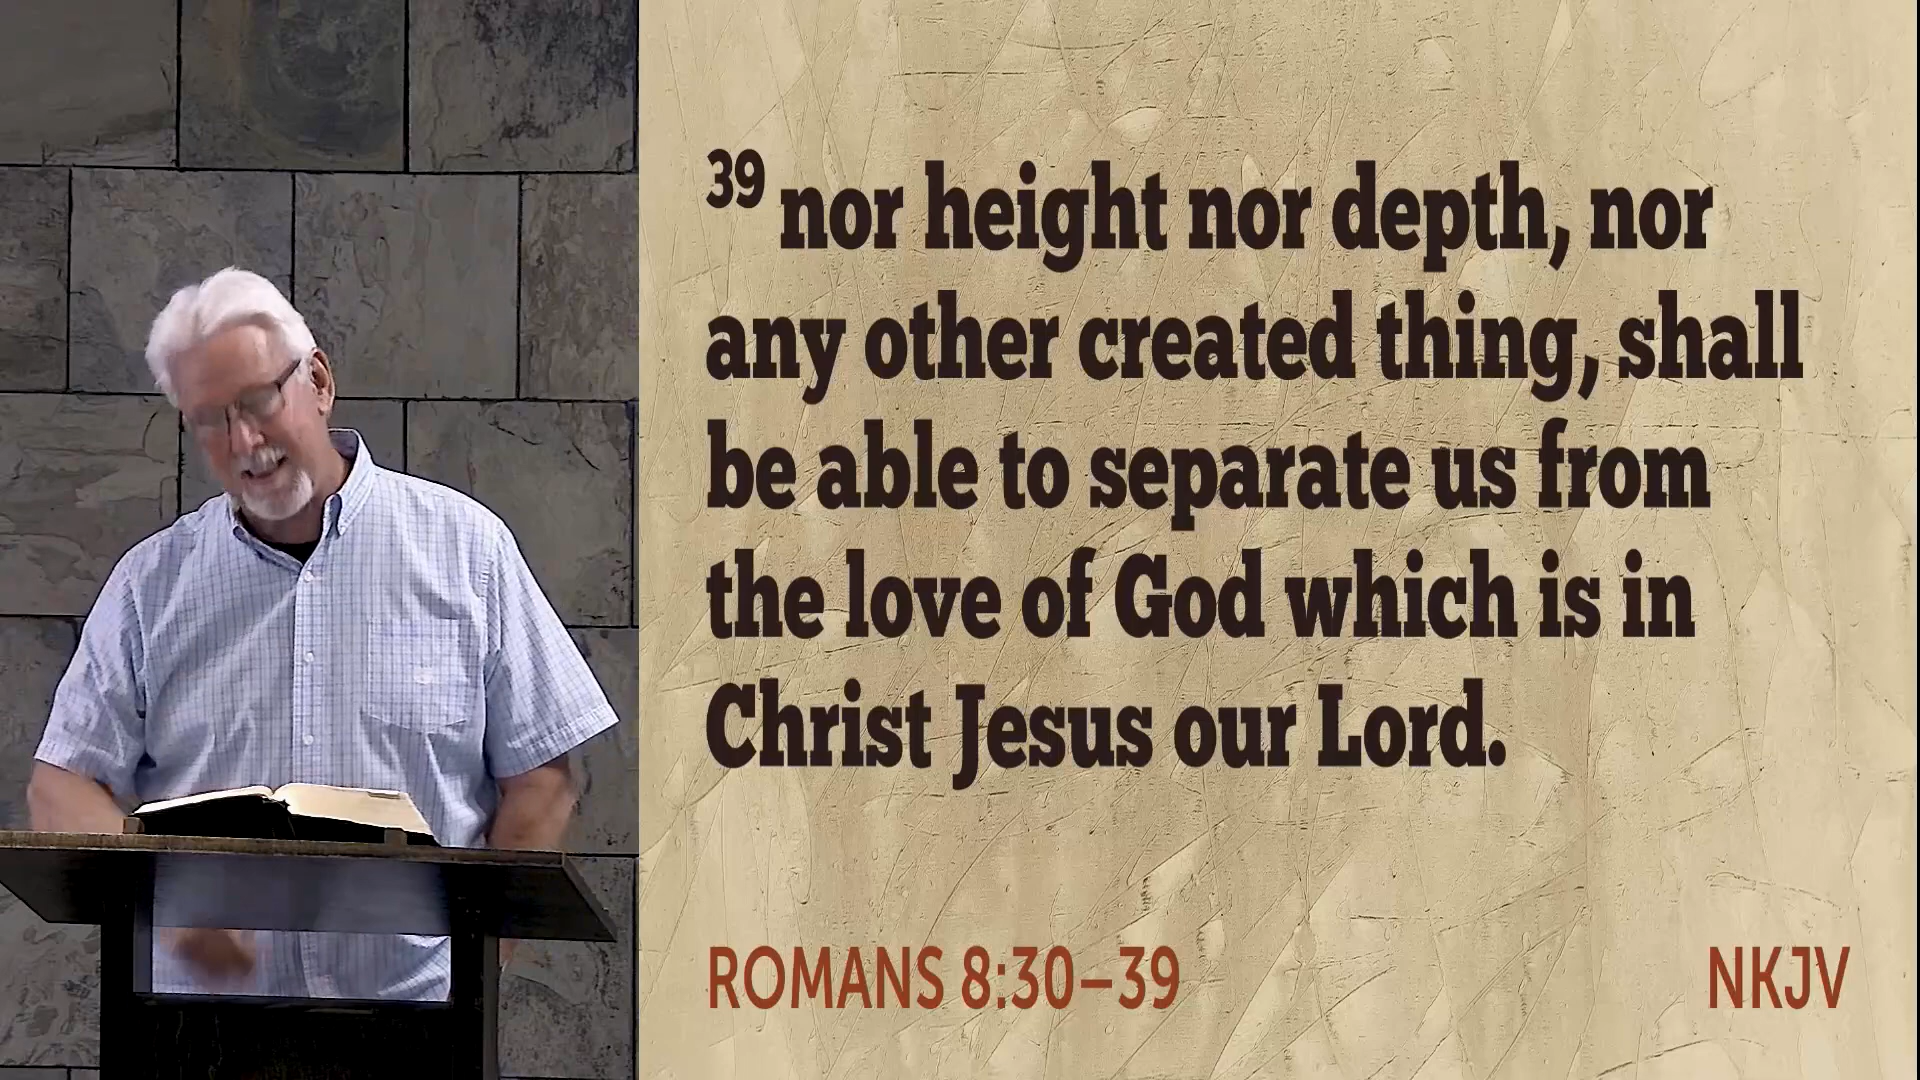 39 nor height nor depth, nor
any other created thing, shall
be able to separate us from
the love of God which is in
Christ Jesus our Lord.
ROMANS 8:30–39 NKJV